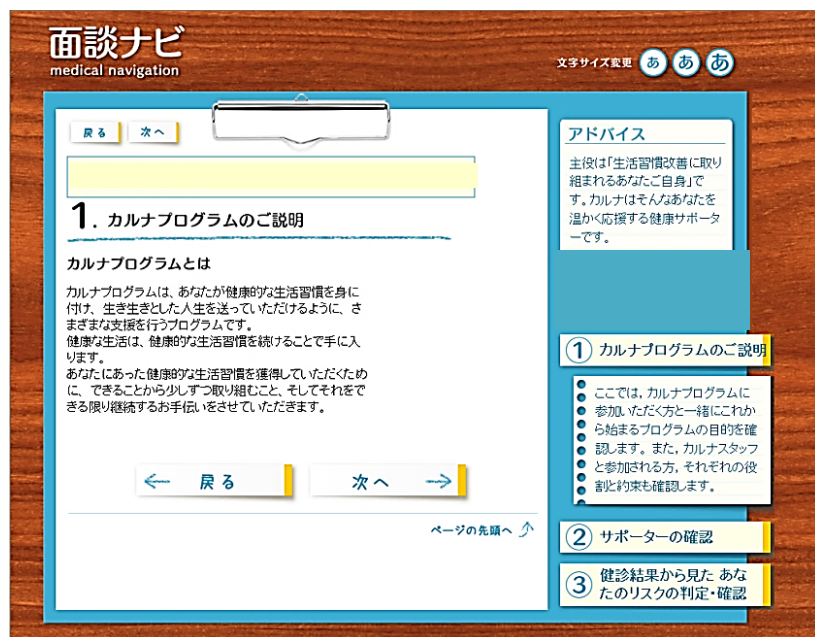 面談ナビ
medical navigation
文字サイズ変更 あ あ あ
戻る 次へ
1. カルナプログラムのご説明
カルナプログラムとは
カルナプログラムは、あなたが健康的な生活習慣を身に
付け、生き生きとした人生を送っていただけるように、さ
まざまな支援を行うプログラムです。
健康な生活は、健康的な生活習慣を続けることで手に入
ります。
あなたにあった健康的な生活習慣を獲得していただくため
に、できることから少しずつ取り組むこと、そしてそれをで
きる限り継続するお手伝いをさせていただきます。
← 戻る 次へ →
ページの先頭へ
アドバイス
主役は「生活習慣改善に取り
組まれるあなたご自身」で
す。カルナはそんなあなたを
温かく応援する健康サポータ
ーです。
① カルナプログラムのご説明
ここでは,カルナプログラムに
参加いただく方と一緒にこれか
ら始まるプログラムの目的を確
認します。また,カルナスタッフ
と参加される方,それぞれの役
割と約束も確認します。
② サポーターの確認
③ 健診結果から見た あな
たのリスクの判定・確認